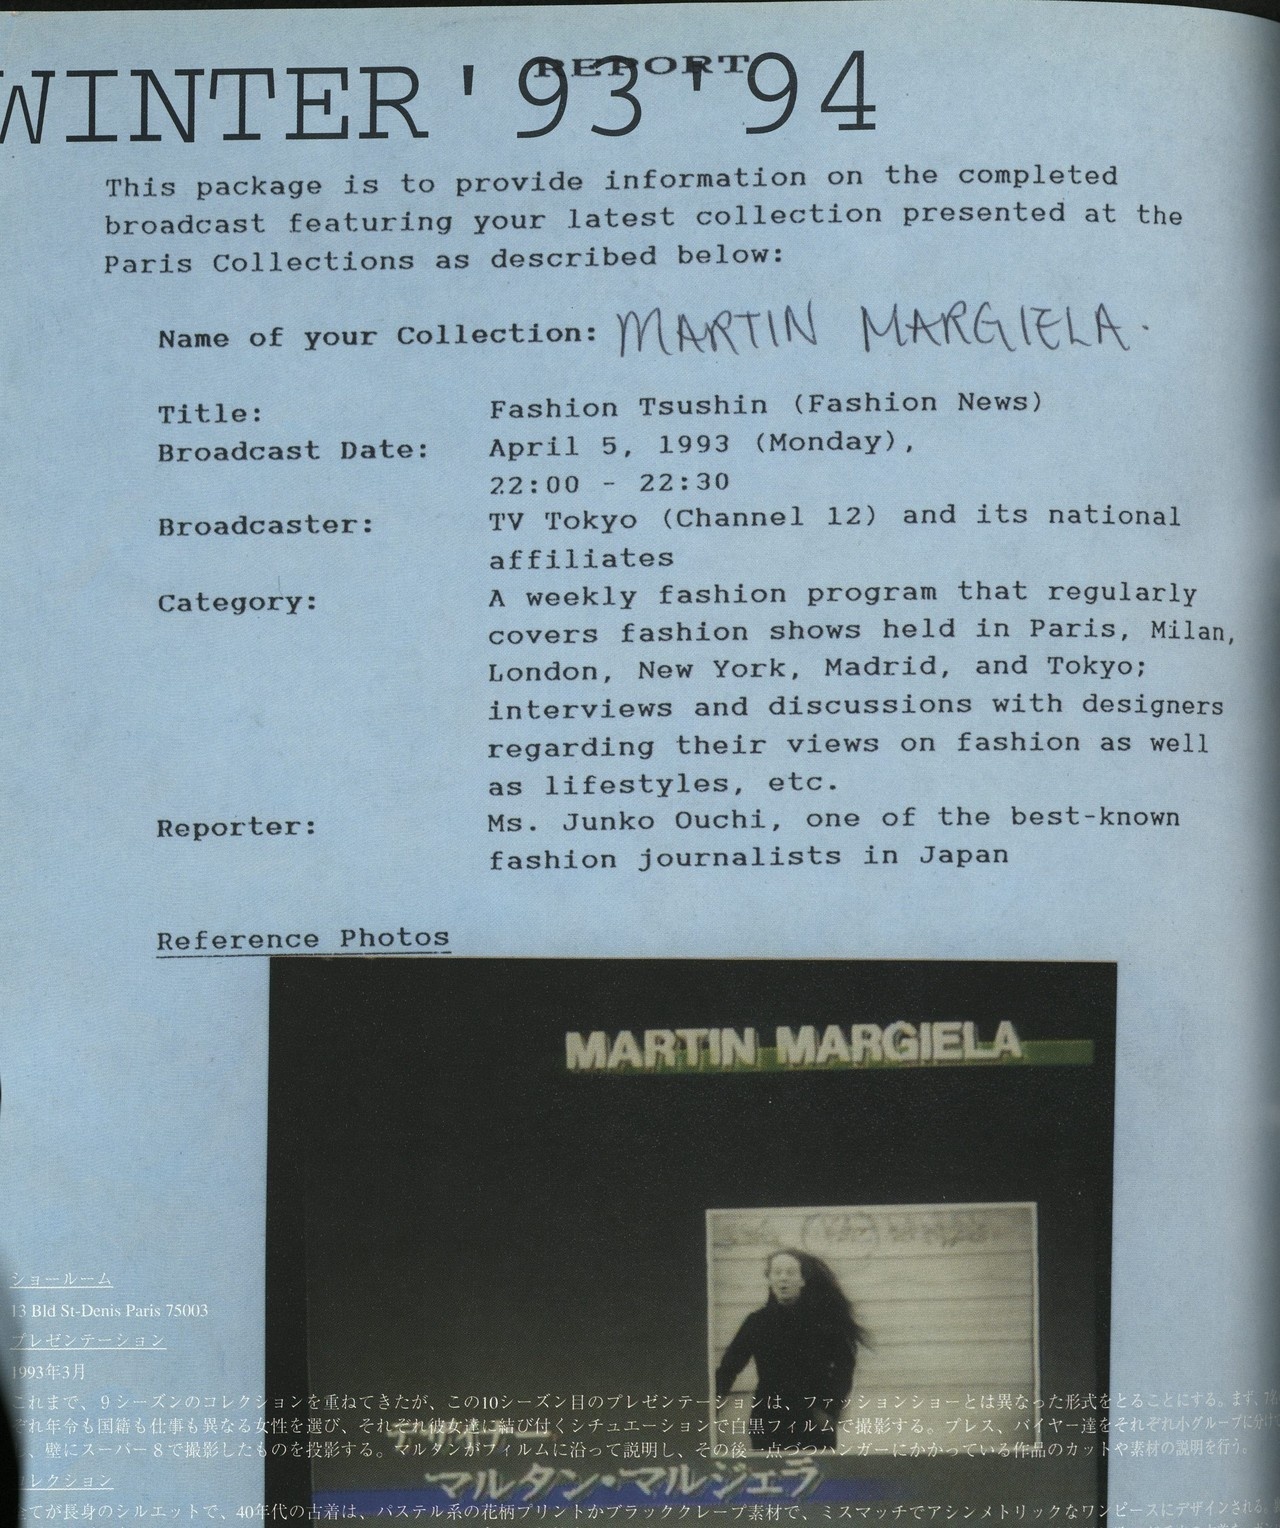 REPORT
WINTER '93 '94
This package is to provide information on the completed
broadcast featuring your latest collection presented at the
Paris Collections as described below:
Name of your Collection: MARTIN MARGIELA.
Title: Fashion Tsushin (Fashion News)
Broadcast Date: April 5, 1993 (Monday),
22:00 - 22:30
Broadcaster: TV Tokyo (Channel 12) and its national
affiliates
Category: A weekly fashion program that regularly
covers fashion shows held in Paris, Milan,
London, New York, Madrid, and Tokyo;
interviews and discussions with designers
regarding their views on fashion as well
as lifestyles, etc.
Reporter: Ms. Junko Ouchi, one of the best-known
fashion journalists in Japan
Reference Photos
MARTIN MARGIELA
ショールーム
13 Bld St-Denis Paris 75003
プレゼンテーション
1993年3月
これまで、9シーズンのコレクションを重ねてきたが、この10シーズン目のプレゼンテーションは、ファッションショーとは異なった形式をとることにする。まず、
ぞれ年令も国籍も仕事も異なる女性を選び、それぞれ彼女達に結び付くシチュエーションで白黒フィルムで撮影する。プレス、バイヤー達をそれぞれ小グループに分け
、壁にスーパー8で撮影したものを投影する。マルタンがフィルムに沿って説明し、その後一点づつハンガーにかかっている作品のカットや素材の説明を行う。
デザイナー
マルタン・マルジェラ
コレクション
全てが長身のシルエットで、40年代の古着は、パステル系の花柄プリントかブラッククレープ素材で、ミスマッチでアシンメトリックなワンピースにデザインされる。